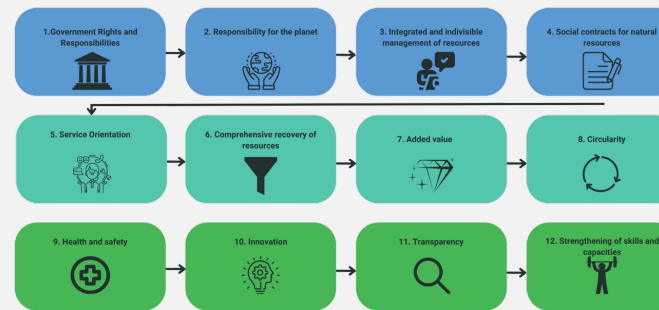 1.Government Rights and
Responsibilities
2. Responsibility for the planet
3. Integrated and indivisible
management of resources
4. Social contracts for natural
resources
5. Service Orientation
6. Comprehensive recovery of
resources
7. Added value
8. Circularity
9. Health and safety
10. Innovation
11. Transparency
12. Strengthening of skills and
capacities